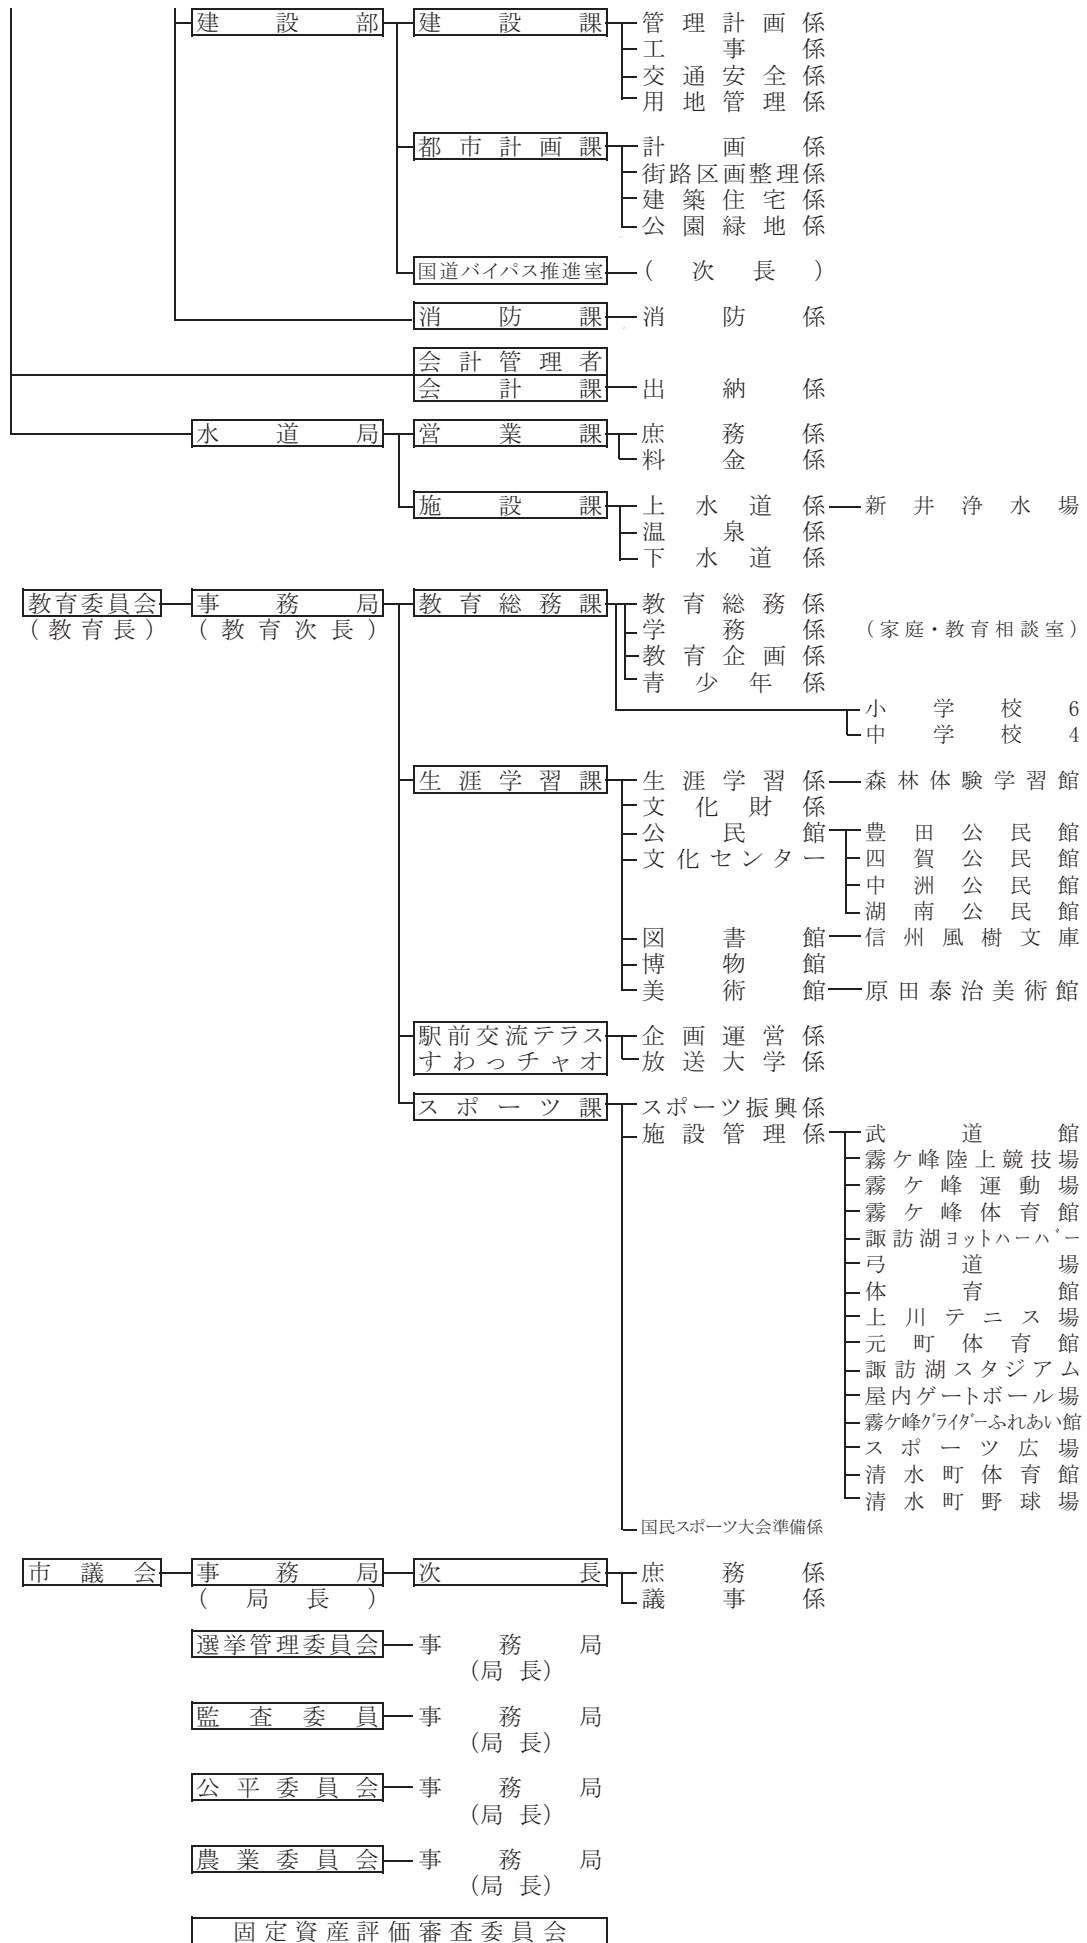 建設部 建設課 管理計画係
工事係
交通安全係
用地管理係
都市計画課 計画係
街路区画整理係
建築住宅係
公園緑地係
国道バイパス推進室 (次長)
消防課 消防係
会計管理者
会計課 出納係
水道局 営業課 庶務係
料金係
施設課 上水道係 新井浄水場
温泉係
下水道係
教育委員会 事務局 教育総務課 教育総務係
(教育長) (教育次長) 学務係 (家庭・教育相談室)
教育企画係
青少年係
小学校 6
中学校 4
生涯学習課 生涯学習係 森林体験学習館
文化財係
公民館 豊田公民館
文化センター 四賀公民館
中洲公民館
湖南公民館
図書館 信州風樹文庫
博物館
美術館 原田泰治美術館
駅前交流テラス 企画運営係
すわっチャオ 放送大学係
スポーツ課 スポーツ振興係
施設管理係 武道館
霧ケ峰陸上競技場
霧ケ峰運動場
霧ケ峰体育館
諏訪湖ヨットハーバー
弓道場
体育館
上川テニス場
元町体育館
諏訪湖スタジアム
屋内ゲートボール場
霧ケ峰グライダーふれあい館
スポーツ広場
清水町体育館
清水町野球場
国民スポーツ大会準備係
市議会 事務局 次長 庶務係
(局長) 議事係
選挙管理委員会 事務局
(局長)
監査委員 事務局
(局長)
公平委員会 事務局
(局長)
農業委員会 事務局
(局長)
固定資産評価審査委員会